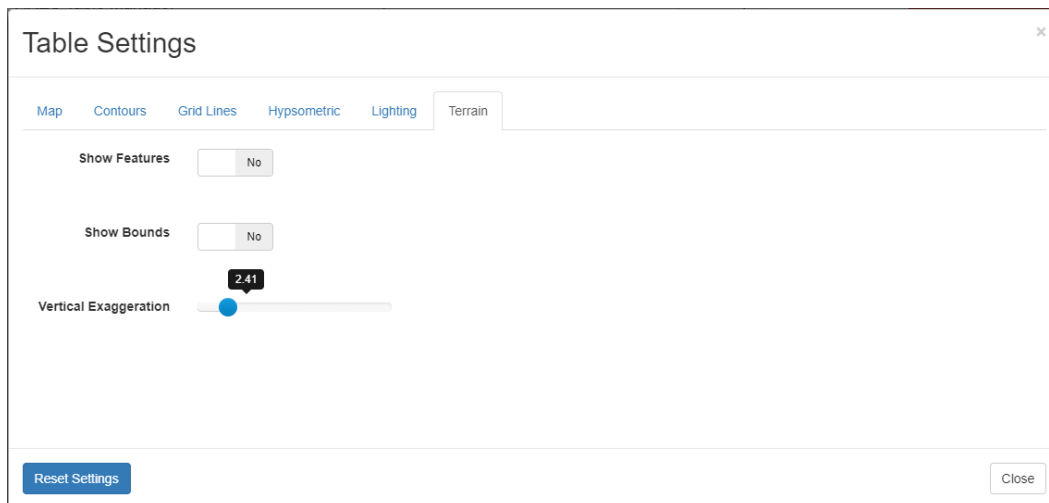 Table Settings
×
Map Contours Grid Lines Hypsometric Lighting Terrain
Show Features No
Show Bounds No
2.41
Vertical Exaggeration
Reset Settings Close